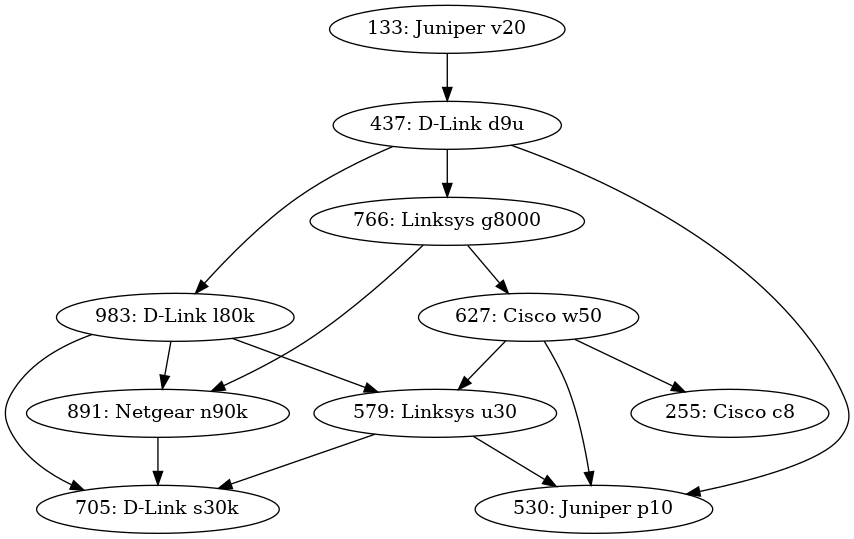 133: Juniper v20
437: D-Link d9u
766: Linksys g8000
983: D-Link l80k
627: Cisco w50
891: Netgear n90k
579: Linksys u30
255: Cisco c8
705: D-Link s30k
530: Juniper p10